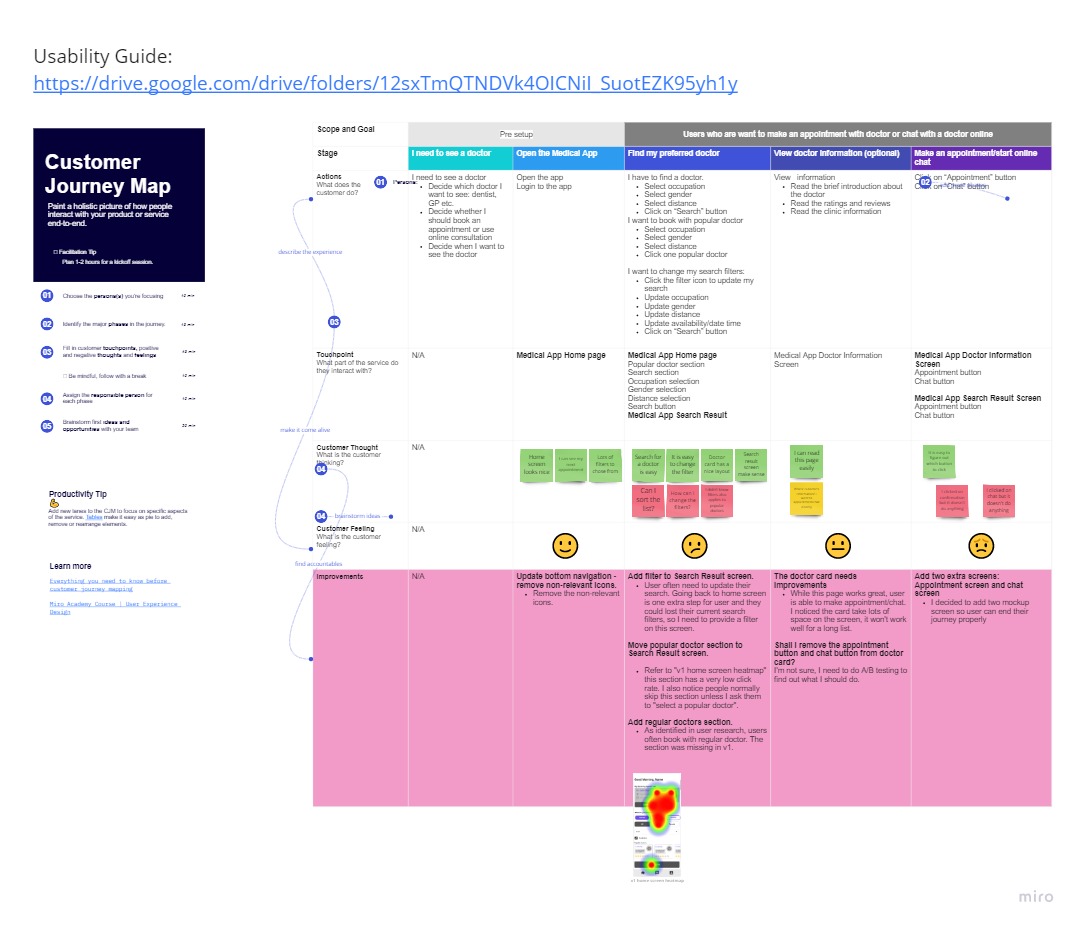 Usability Guide:
https://drive.google.com/drive/folders/12sxTmQTNDVk4OICNiI_SuotEZK95yh1y
Customer
Journey Map
Paint a holistic picture of how people
interact with your product or service
end-to-end.
Facilitation Tip
Plan 1-2 hours for a kickoff session.
01 Choose the persona(s) you're focusing
02 Identify the major phases in the journey.
03 Fill in customer touchpoints, positive
and negative thoughts and feelings
Be mindful, follow with a break
04 Assign the responsible person for
each phase
05 Brainstorm first ideas and
opportunities with your team
Productivity Tip
Add new lanes to the CJM to focus on specific aspects
of the service. Tables make it easy as pie to add,
remove or rearrange elements.
Learn more
Everything you need to know before
customer journey mapping
Miro Academy Course | User Experience
Design
describe the experience
03
make it come alive
04
04
brainstorm ideas
find accountables
Scope and Goal
Pre setup
Users who are want to make an appointment with doctor or chat with a doctor online
Stage
I need to see a doctor
Open the Medical App
Find my preferred doctor
View doctor information (optional)
Make an appointment/start online
chat
Actions
What does the
customer do?
01 Persona
I need to see a doctor
Decide which doctor I
want to see: dentist,
GP etc.
Decide whether I
should book an
appointment or use
online consultation
Decide when I want to
see the doctor
Open the app
Login to the app
I have to find a doctor.
Select occupation
Select gender
Select distance
Click on "Search" button
I want to book with popular doctor
Select occupation
Select gender
Select distance
Click one popular doctor
I want to change my search filters:
Click the filter icon to update my
search
Update occupation
Update gender
Update distance
Update availability/date time
Click on "Search" button
View information
Read the brief introduction about
the doctor
Read the ratings and reviews
Read the clinic information
Click on "Appointment" button
Click on "Chat" button
02
Touchpoint
What part of the service do
they interact with?
N/A
Medical App Home page
Medical App Home page
Popular doctor section
Search section
Occupation selection
Gender selection
Distance selection
Search button
Medical App Search Result
Medical App Doctor Information
Screen
Medical App Doctor Information
Screen
Appointment button
Chat button
Medical App Search Result Screen
Appointment button
Chat button
Customer Thought
What is the customer
thinking?
N/A
Home
screen
looks nice
Lots of
filters to
chose from
Search for
a doctor
is easy
It is easy
to change
the filter
Doctor
card has a
nice layout
Search
result
screen
make sense
Can I
sort the
list?
How can I
change the
filters?
I can read
this page
easily
It is easy to
figure out
which button
to click
I clicked on
confirmation
but it doesn't
do anything
I clicked on
chat but it
doesn't do
anything
Customer Feeling
What is the customer
feeling?
N/A
Improvements
N/A
Update bottom navigation -
remove non-relevant icons.
Remove the non-relevant
icons.
Add filter to Search Result screen.
User often need to update their
search. Going back to home screen
is one extra step for user and they
could lost their current search
filters, so I need to provide a filter
on this screen.
Move popular doctor section to
Search Result screen.
Refer to "v1 home screen heatmap"
this section has a very low click
rate. I also notice people normally
skip this section unless I ask them
to "select a popular doctor".
Add regular doctors section.
As identified in user research, users
often book with regular doctor. The
section was missing in v1.
The doctor card needs
improvements
While this page works great, user
is able to make appointment/chat.
I noticed the card take lots of
space on the screen, it won't work
well for a long list.
Shall I remove the appointment
button and chat button from doctor
card?
I'm not sure, I need to do A/B testing to
find out what I should do.
Add two extra screens:
Appointment screen and chat
screen
I decided to add two mockup
screen so user can end their
journey properly
v1 home screen heatmap
miro